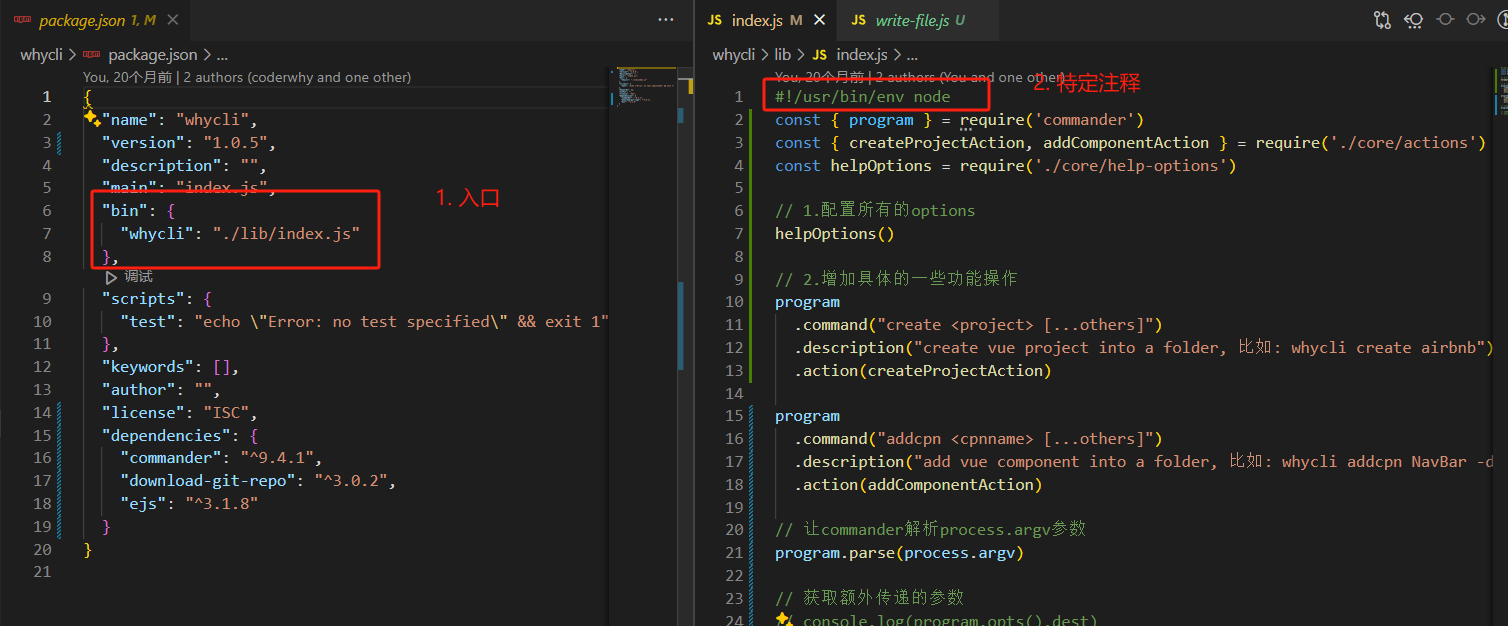 package.json 1, M
whycli > package.json > ...
You, 20个月前 | 2 authors (coderwhy and one other)
1 {
2 "name": "whycli",
3 "version": "1.0.5",
4 "description": "",
5 "main": "index.js",
6 "bin": {
7 "whycli": "./lib/index.js"
8 },
调试
9 "scripts": {
10 "test": "echo \"Error: no test specified\" && exit 1"
11 },
12 "keywords": [],
13 "author": "",
14 "license": "ISC",
15 "dependencies": {
16 "commander": "^9.4.1",
17 "download-git-repo": "^3.0.2",
18 "ejs": "^3.1.8"
19 }
20 }
21
1. 入口
JS index.js M JS write-file.js U
whycli > lib > JS index.js > ...
You, 20个月前 | 2 authors (You and one other)
2. 特定注释
1 #!/usr/bin/env node
2 const { program } = require('commander')
3 const { createProjectAction, addComponentAction } = require('./core/actions')
4 const helpOptions = require('./core/help-options')
5
6 // 1.配置所有的options
7 helpOptions()
8
9 // 2.增加具体的一些功能操作
10 program
11 .command("create <project> [...others]")
12 .description("create vue project into a folder, 比如: whycli create airbnb")
13 .action(createProjectAction)
14
15 program
16 .command("addcpn <cpnname> [...others]")
17 .description("add vue component into a folder, 比如: whycli addcpn NavBar -d
18 .action(addComponentAction)
19
20 // 让commander解析process.argv参数
21 program.parse(process.argv)
22
23 // 获取额外传递的参数
24 // console.log(program.opts().dest)